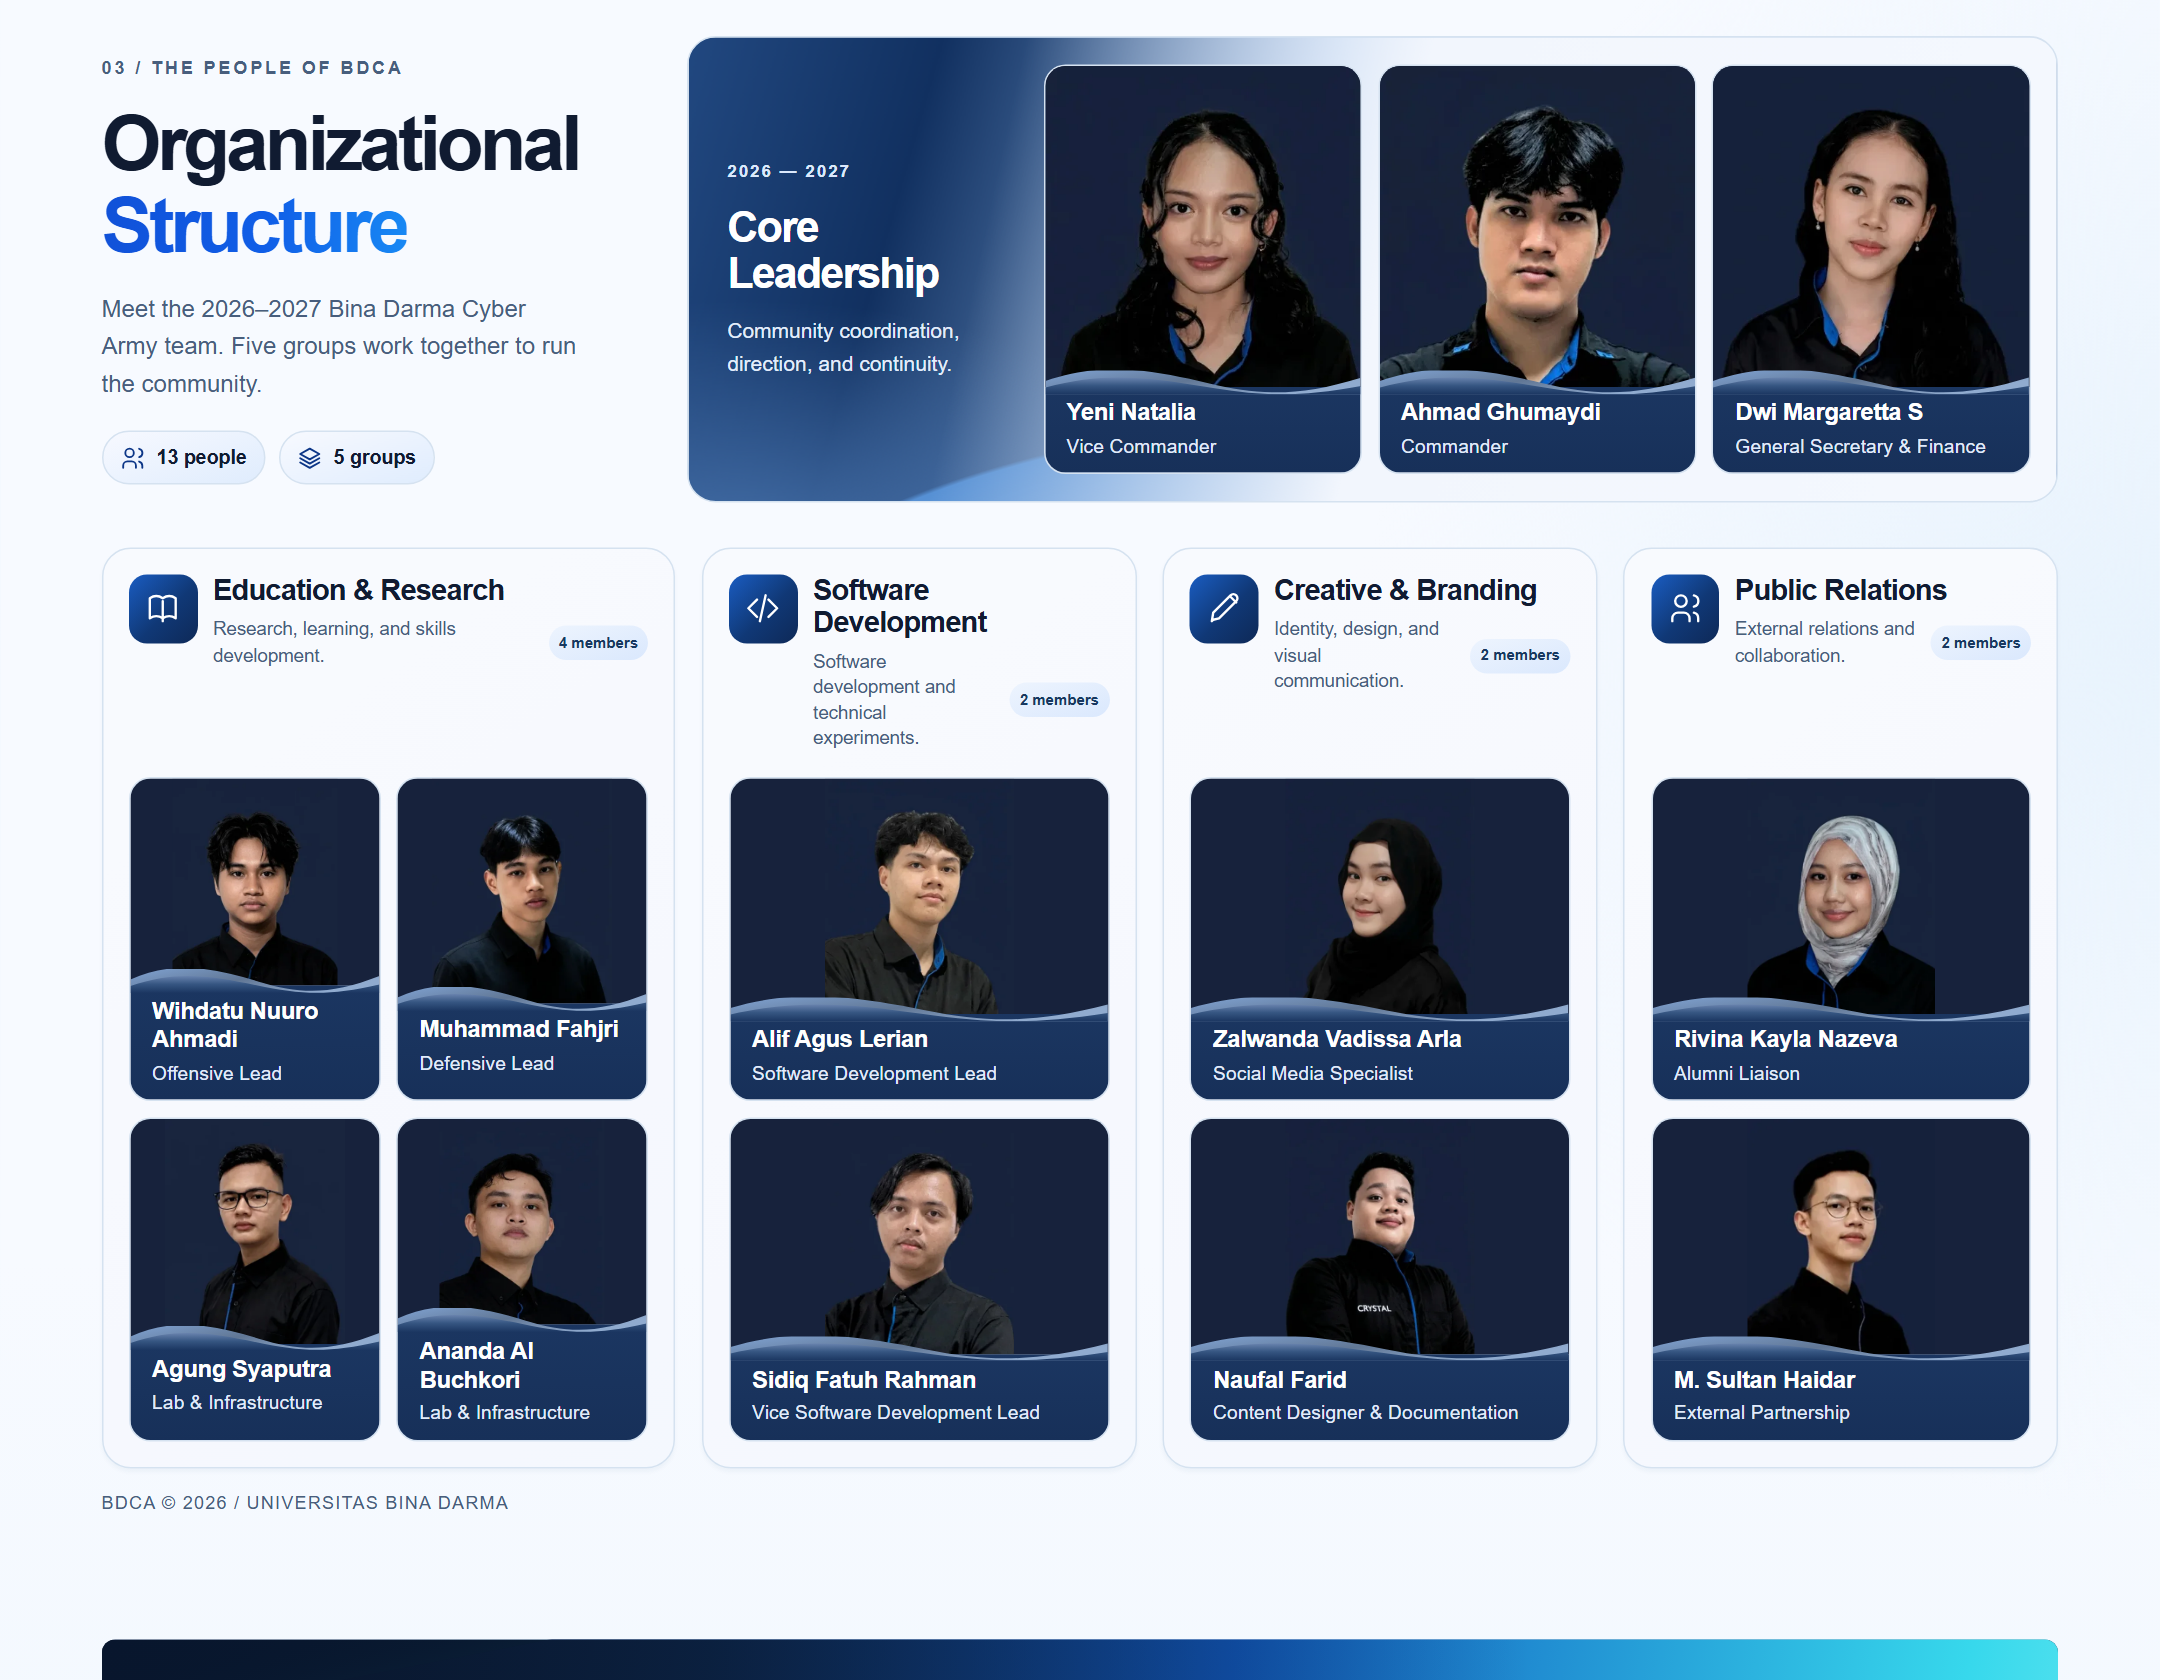 03 / THE PEOPLE OF BDCA
Organizational
Structure
Meet the 2026–2027 Bina Darma Cyber
Army team. Five groups work together to run
the community.
13 people
5 groups
2026 — 2027
Core
Leadership
Community coordination,
direction, and continuity.
Yeni Natalia
Vice Commander
Ahmad Ghumaydi
Commander
Dwi Margaretta S
General Secretary & Finance
Education & Research
Research, learning, and skills
development.
4 members
Wihdatu Nuuro
Ahmadi
Offensive Lead
Muhammad Fahjri
Defensive Lead
Agung Syaputra
Lab & Infrastructure
Ananda Al
Buchkori
Lab & Infrastructure
Software
Development
Software
development and
technical
experiments.
2 members
Alif Agus Lerian
Software Development Lead
Sidiq Fatuh Rahman
Vice Software Development Lead
Creative & Branding
Identity, design, and
visual
communication.
2 members
Zalwanda Vadissa Arla
Social Media Specialist
CRYSTAL
Naufal Farid
Content Designer & Documentation
Public Relations
External relations and
collaboration.
2 members
Rivina Kayla Nazeva
Alumni Liaison
M. Sultan Haidar
External Partnership
BDCA © 2026 / UNIVERSITAS BINA DARMA